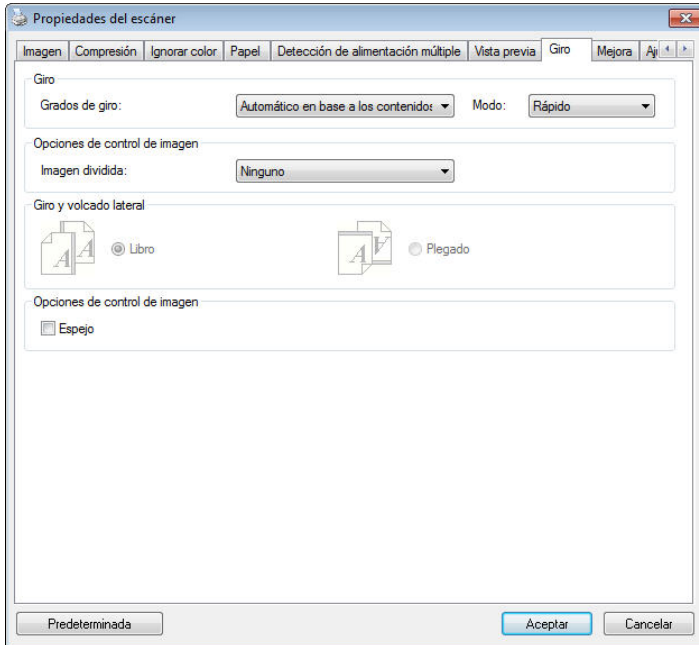 Propiedades del escáner
Imagen Compresión Ignorar color Papel Detección de alimentación múltiple Vista previa Giro Mejora
Giro
Grados de giro: Automático en base a los contenidos Modo: Rápido
Opciones de control de imagen
Imagen dividida: Ninguno
Giro y volcado lateral
A A Libro A A Plegado
Opciones de control de imagen
Espejo
Predeterminada Aceptar Cancelar